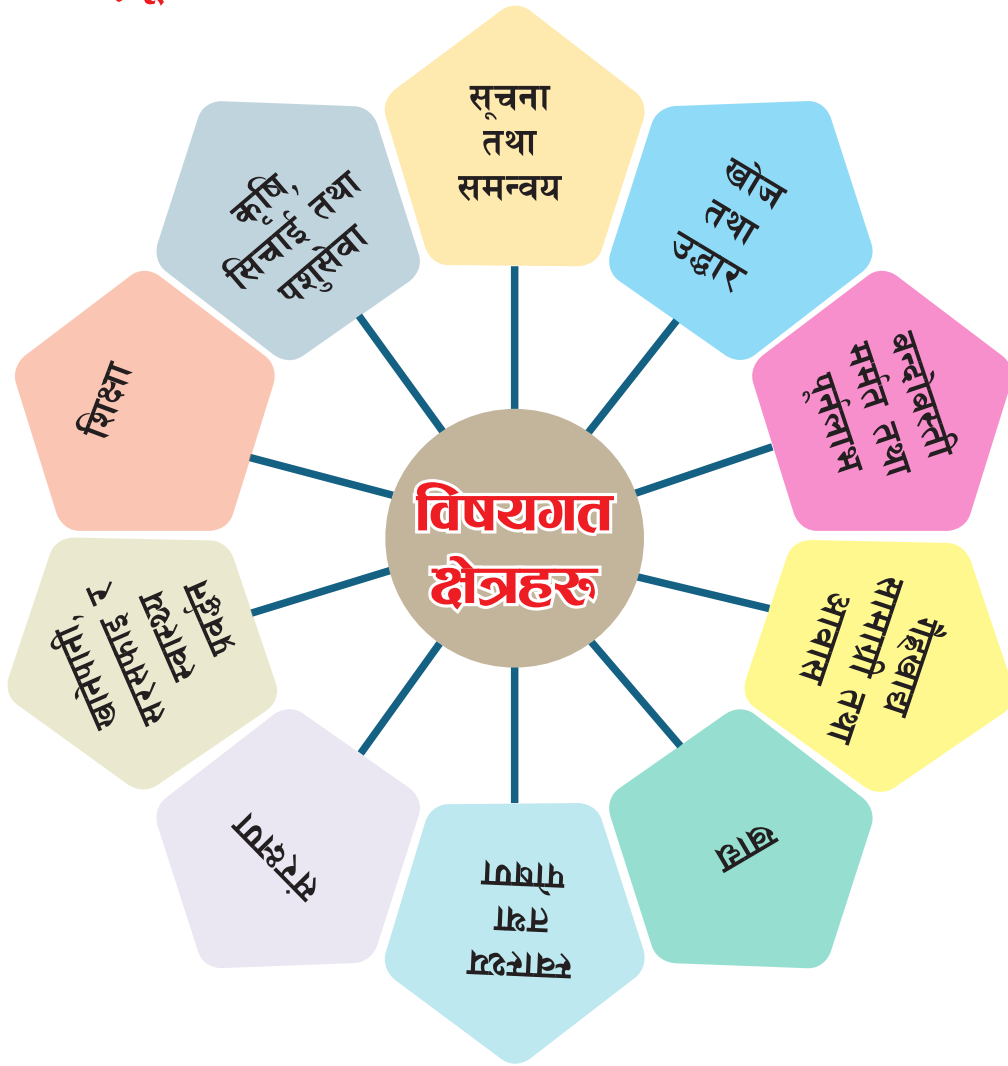 सूचना
तथा
समन्वय
खोज
तथा
उद्धार
बन्दोबस्ती
मर्मत तथा
पूर्नलाभ
गैह्रखाद्य
सामाग्री तथा
आवास
खाद्य
स्वास्थ्य
तथा
पोषण
संरक्षण
खानेपानी,
सरसफाई र
स्वास्थ्य
प्रवर्द्धन
शिक्षा
कृषि,
सिचाई तथा
पशुसेवा
विषयगत
क्षेत्रहरु